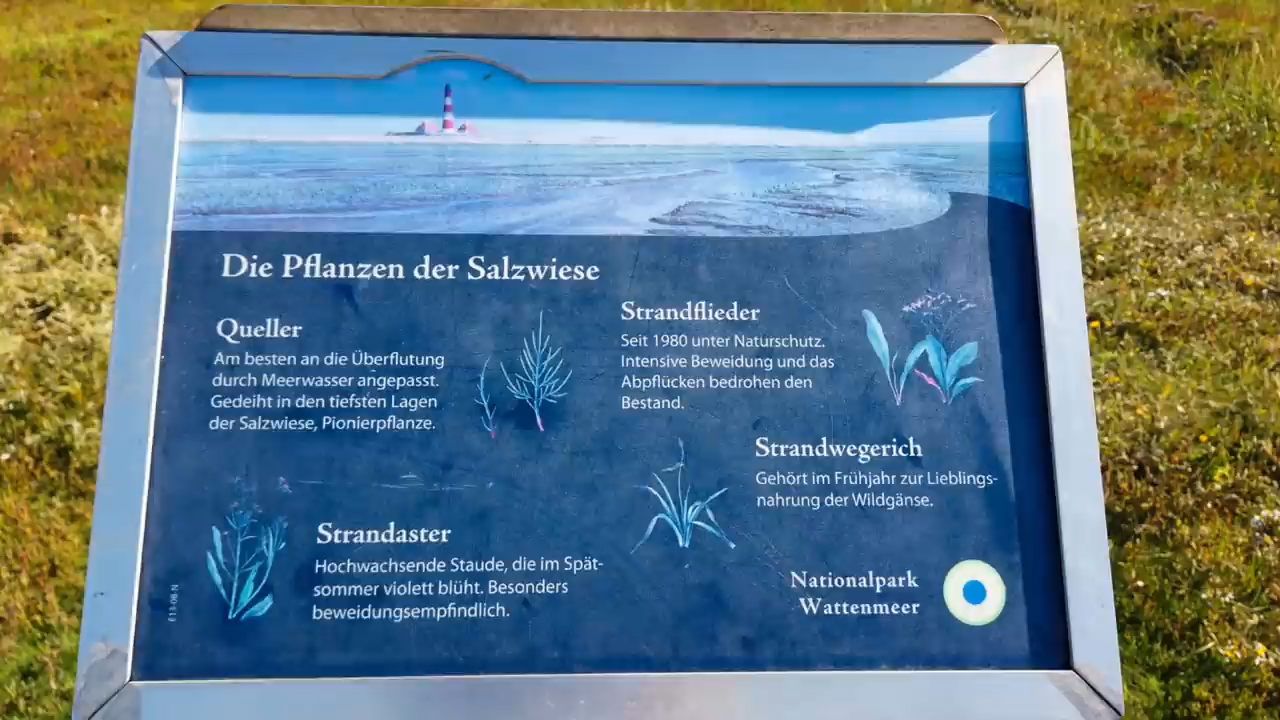 Die Pflanzen der Salzwiese
Queller
Am besten an die Überflutung
durch Meerwasser angepasst.
Gedeiht in den tiefsten Lagen
der Salzwiese, Pionierpflanze.
Strandflieder
Seit 1980 unter Naturschutz.
Intensive Beweidung und das
Abpflücken bedrohen den
Bestand.
Strandwegerich
Gehört im Frühjahr zur Lieblings-
nahrung der Wildgänse.
Strandaster
Hochwachsende Staude, die im Spät-
sommer violett blüht. Besonders
beweidungsempfindlich.
Nationalpark
Wattenmeer